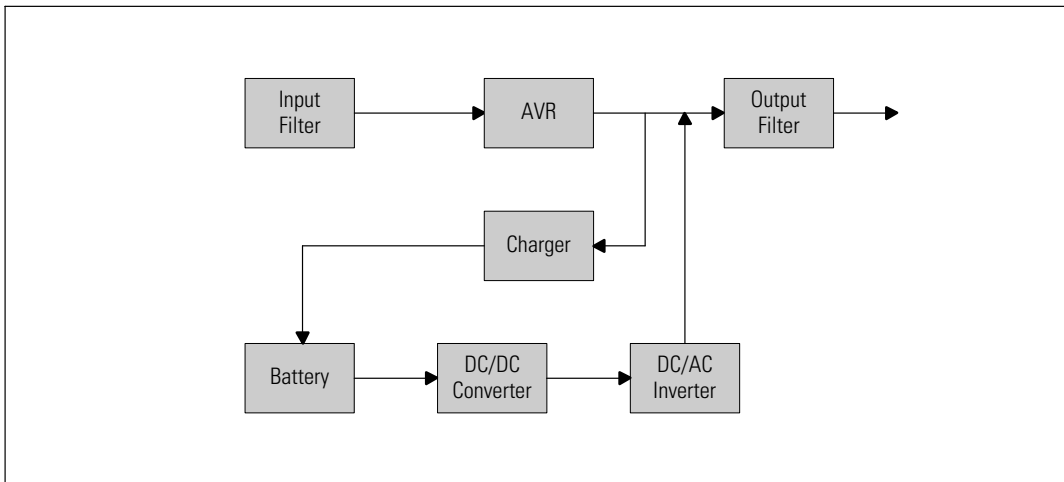 Input
Filter
AVR
Output
Filter
Charger
Battery
DC/DC
Converter
DC/AC
Inverter